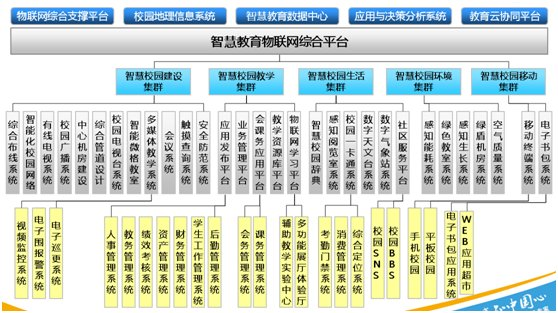 物联网综合支撑平台
校园地理信息系统
智慧教育数据中心
应用与决策分析系统
教育云协同平台
智慧教育物联网综合平台
智慧校园建设集群
智慧校园教学集群
智慧校园生活集群
智慧校园环境集群
智慧校园移动集群
综合布线系统
智能化校园网络
有线电视系统
校园广播系统
中心机房建设
综合管道设计
校园电视台系统
智能微格教室
多媒体教学系统
会议系统
触摸查询系统
安全防范系统
应用发布平台
业务管理平台
会课务应用平台
教学资源库平台
物联网学习平台
智慧校园辞典
感知阅览室系统
校园一卡通系统
数字天文台系统
数字气象站系统
社区服务平台
感知能耗系统
绿色教室系统
感知生长系统
绿盾机房系统
空气质量系统
移动终端系统
电子书包系统
视频监控系统
电子围报警系统
电子巡更系统
人事管理系统
教务管理系统
绩效考核系统
资产管理系统
财务管理系统
学生工作管理系统
后勤管理系统
会务管理系统
课务管理系统
辅助教学实验中心
多功能展厅体验厅
考勤门禁系统
消费管理系统
综合定位系统
校园SNS
校园BBS
手机校园
平板校园
电子书包应用系统
WEB应用超市